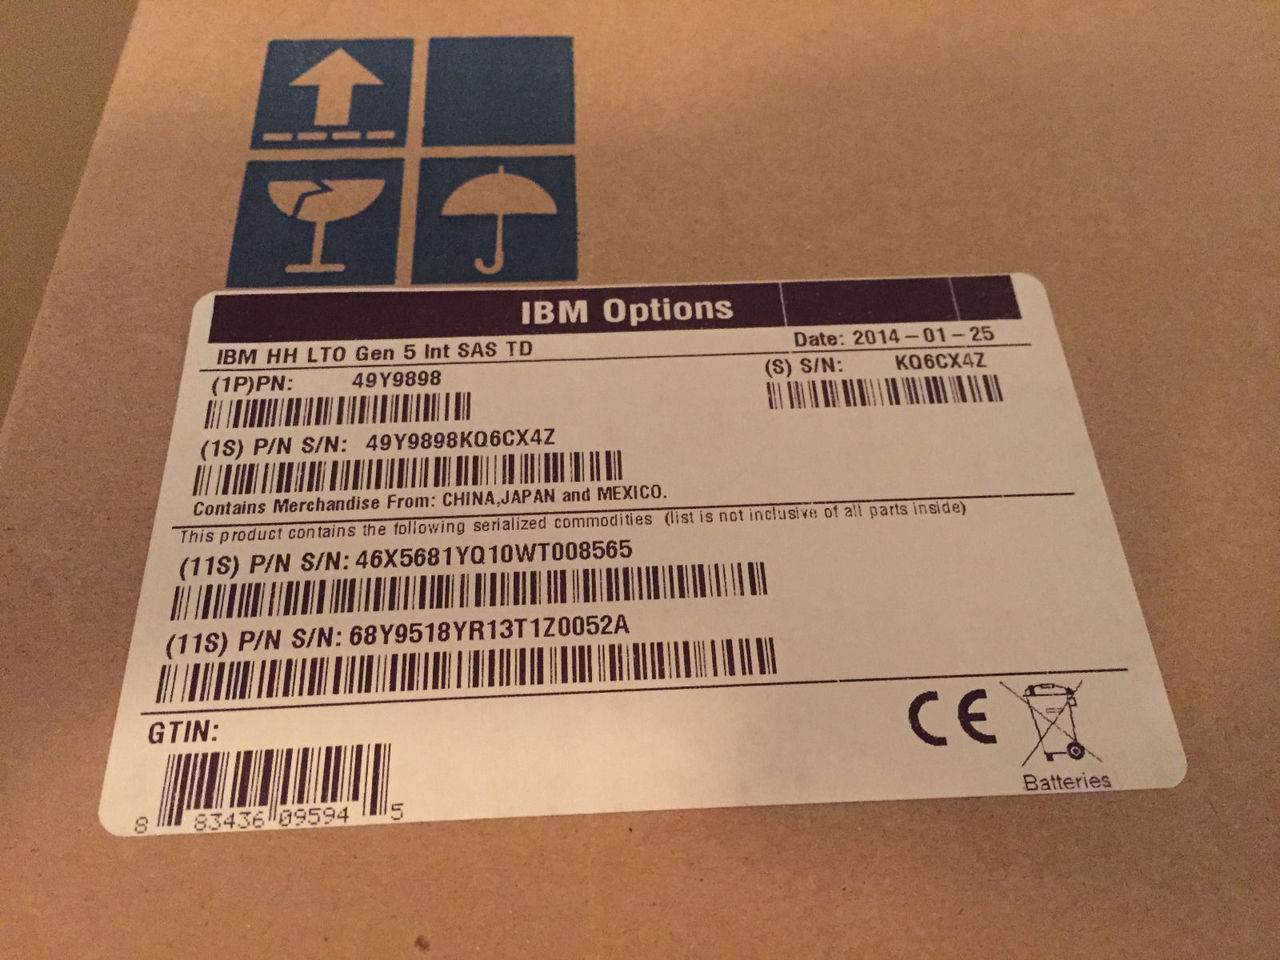 IBM Options
IBM HH LTO Gen 5 Int SAS TD
Date: 2014-01-25
(1P)PN: 49Y9898
(S) S/N: KQ6CX4Z
(1S) P/N S/N: 49Y9898KQ6CX4Z
Contains Merchandise From: CHINA,JAPAN and MEXICO.
This product contains the following serialized commodities (list is not inclusive of all parts inside)
(11S) P/N S/N: 46X5681YQ10WT008565
(11S) P/N S/N: 68Y9518YR13T1Z0052A
GTIN:
CE
Batteries
8 83436 09594 5